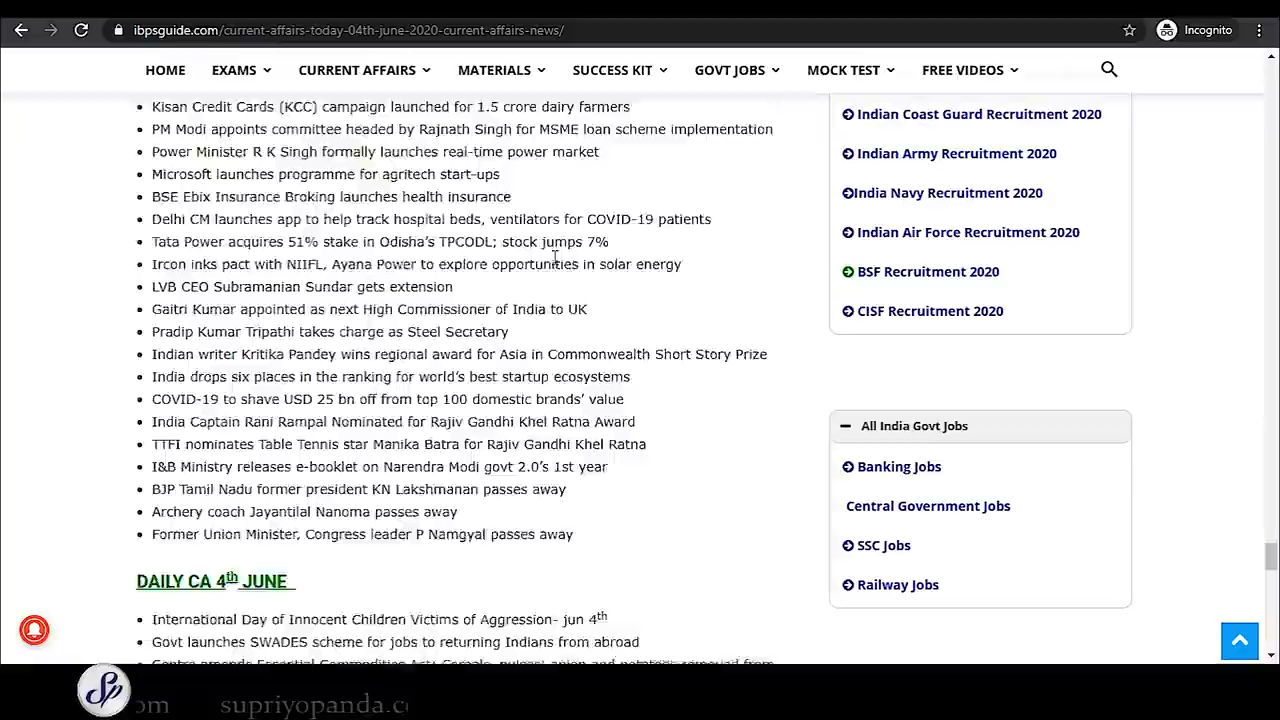 ibpsguide.com/current-affairs-today-04th-june-2020-current-affairs-news/
Incognito
HOME EXAMS CURRENT AFFAIRS MATERIALS SUCCESS KIT GOVT JOBS MOCK TEST FREE VIDEOS
Kisan Credit Cards (KCC) campaign launched for 1.5 crore dairy farmers
PM Modi appoints committee headed by Rajnath Singh for MSME loan scheme implementation
Power Minister R K Singh formally launches real-time power market
Microsoft launches programme for agritech start-ups
BSE Ebix Insurance Broking launches health insurance
Delhi CM launches app to help track hospital beds, ventilators for COVID-19 patients
Tata Power acquires 51% stake in Odisha's TPCODL; stock jumps 7%
Ircon inks pact with NIIFL, Ayana Power to explore opportunities in solar energy
LVB CEO Subramanian Sundar gets extension
Gaitri Kumar appointed as next High Commissioner of India to UK
Pradip Kumar Tripathi takes charge as Steel Secretary
Indian writer Kritika Pandey wins regional award for Asia in Commonwealth Short Story Prize
India drops six places in the ranking for world's best startup ecosystems
COVID-19 to shave USD 25 bn off from top 100 domestic brands' value
India Captain Rani Rampal Nominated for Rajiv Gandhi Khel Ratna Award
TTFI nominates Table Tennis star Manika Batra for Rajiv Gandhi Khel Ratna
I&B Ministry releases e-booklet on Narendra Modi govt 2.0's 1st year
BJP Tamil Nadu former president KN Lakshmanan passes away
Archery coach Jayantilal Nanoma passes away
Former Union Minister, Congress leader P Namgyal passes away
DAILY CA 4th JUNE
International Day of Innocent Children Victims of Aggression- jun 4th
Govt launches SWADES scheme for jobs to returning Indians from abroad
Centre amends Essential Commodities Act; Cereals, pulses, onion and potatoes removed from
Indian Coast Guard Recruitment 2020
Indian Army Recruitment 2020
India Navy Recruitment 2020
Indian Air Force Recruitment 2020
BSF Recruitment 2020
CISF Recruitment 2020
All India Govt Jobs
Banking Jobs
Central Government Jobs
SSC Jobs
Railway Jobs
Sp
om supriyopanda.c